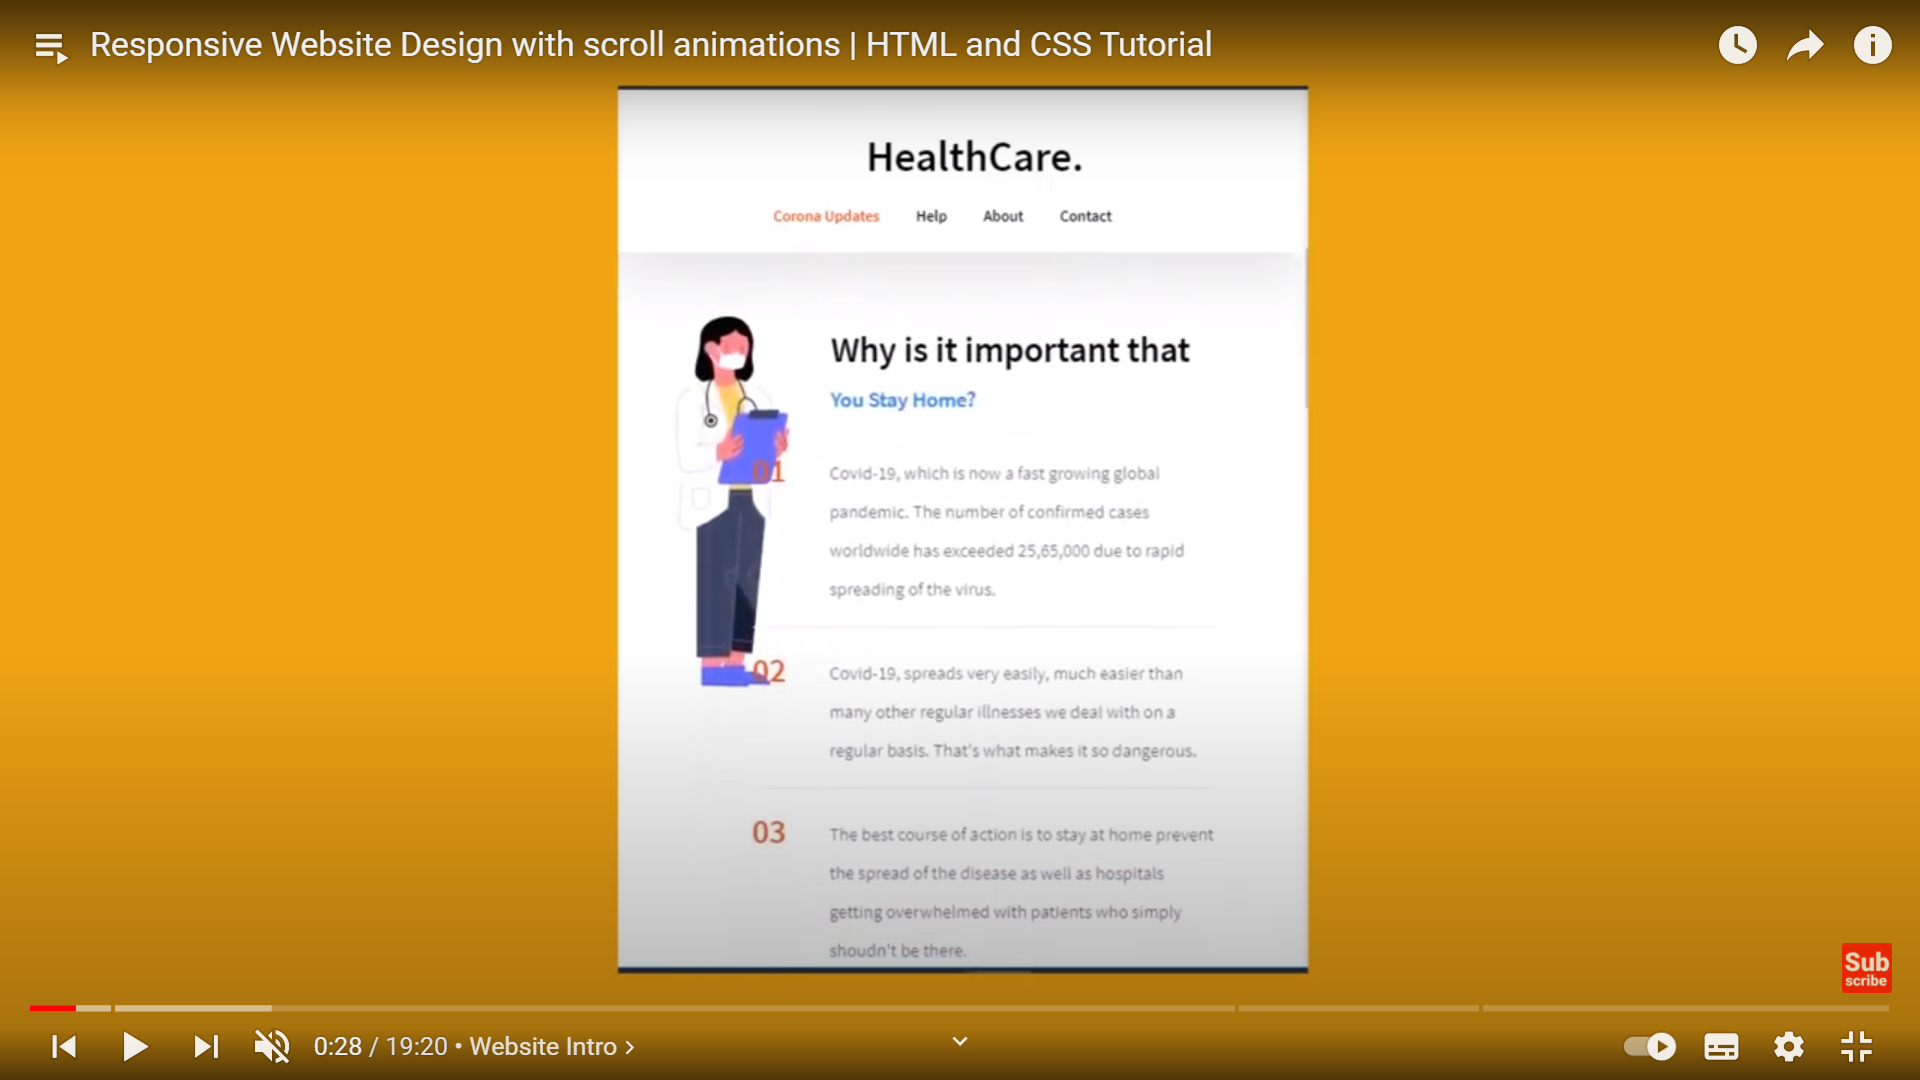 Responsive Website Design with scroll animations | HTML and CSS Tutorial
HealthCare.
Corona Updates Help About Contact
Why is it important that
You Stay Home?
01
Covid-19, which is now a fast growing global
pandemic. The number of confirmed cases
worldwide has exceeded 25,65,000 due to rapid
spreading of the virus.
02
Covid-19, spreads very easily, much easier than
many other regular illnesses we deal with on a
regular basis. That's what makes it so dangerous.
03
The best course of action is to stay at home prevent
the spread of the disease as well as hospitals
getting overwhelmed with patients who simply
shoudn't be there.
Sub
scribe
0:28 / 19:20 • Website Intro >